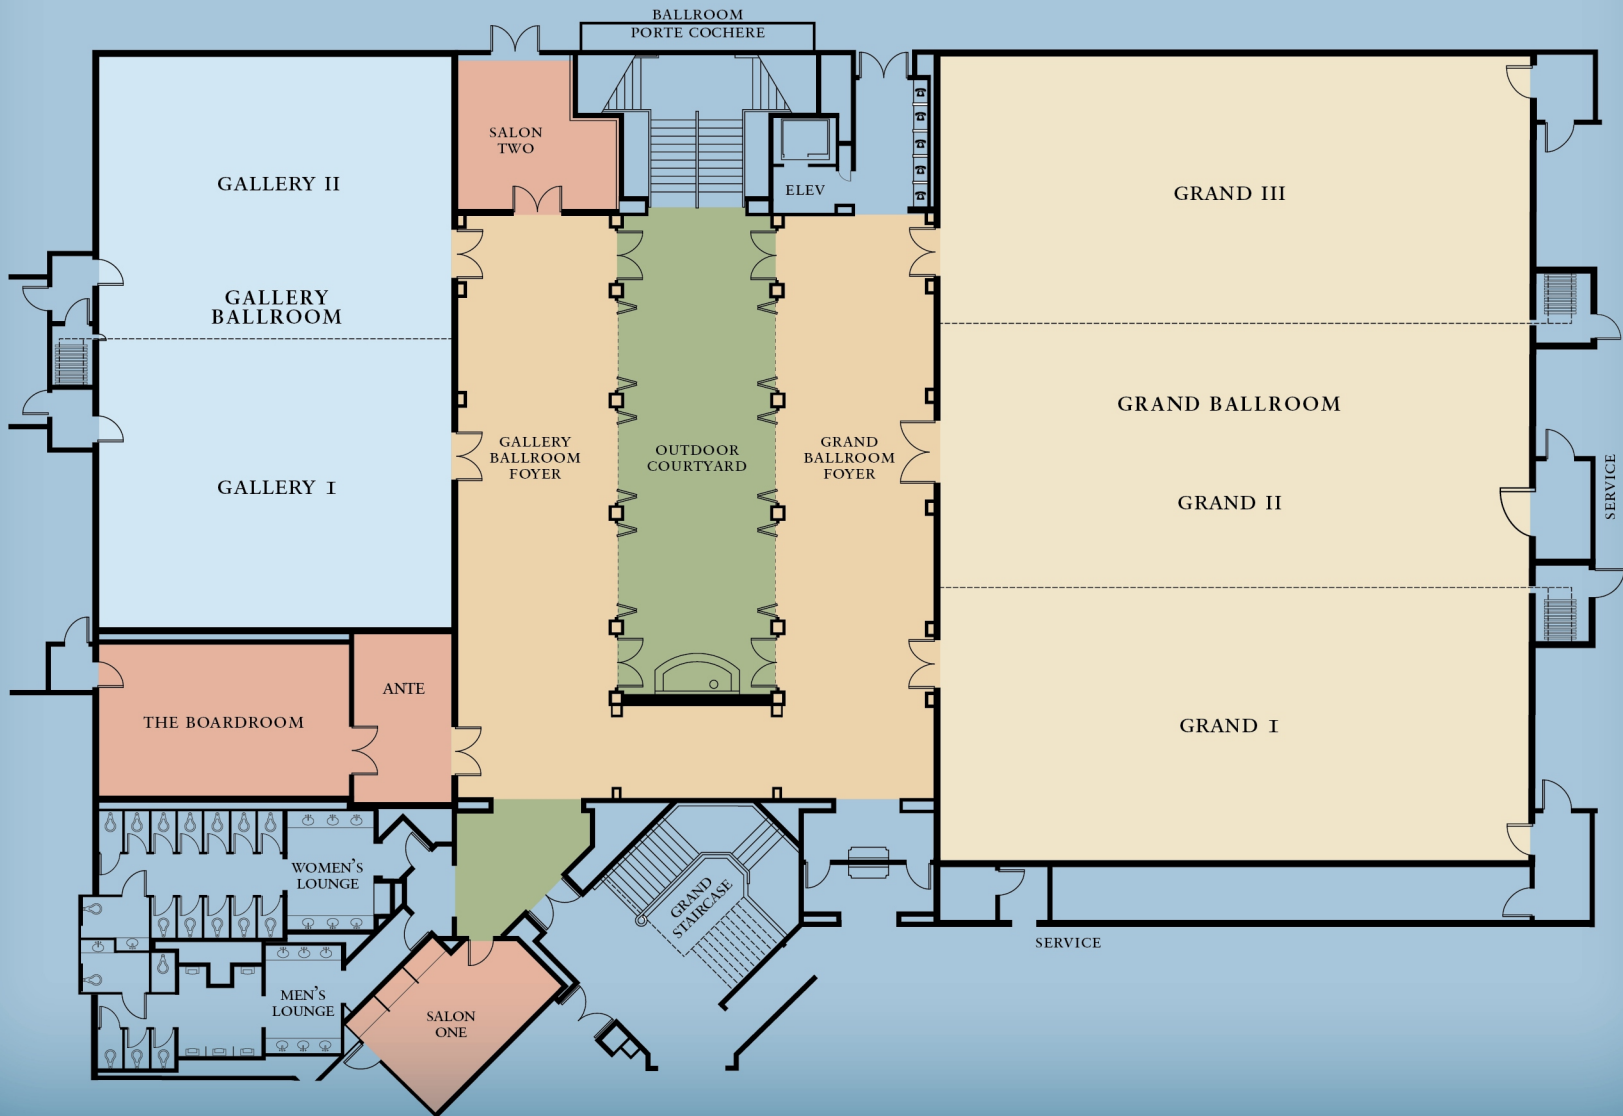 BALLROOM
PORTE COCHERE
SALON
TWO
ELEV
GALLERY II
GRAND III
GALLERY
BALLROOM
GRAND BALLROOM
GALLERY
BALLROOM
FOYER
OUTDOOR
COURTYARD
GRAND
BALLROOM
FOYER
GALLERY I
GRAND II
SERVICE
ANTE
THE BOARDROOM
GRAND I
WOMEN'S
LOUNGE
GRAND
STAIRCASE
SERVICE
MEN'S
LOUNGE
SALON
ONE